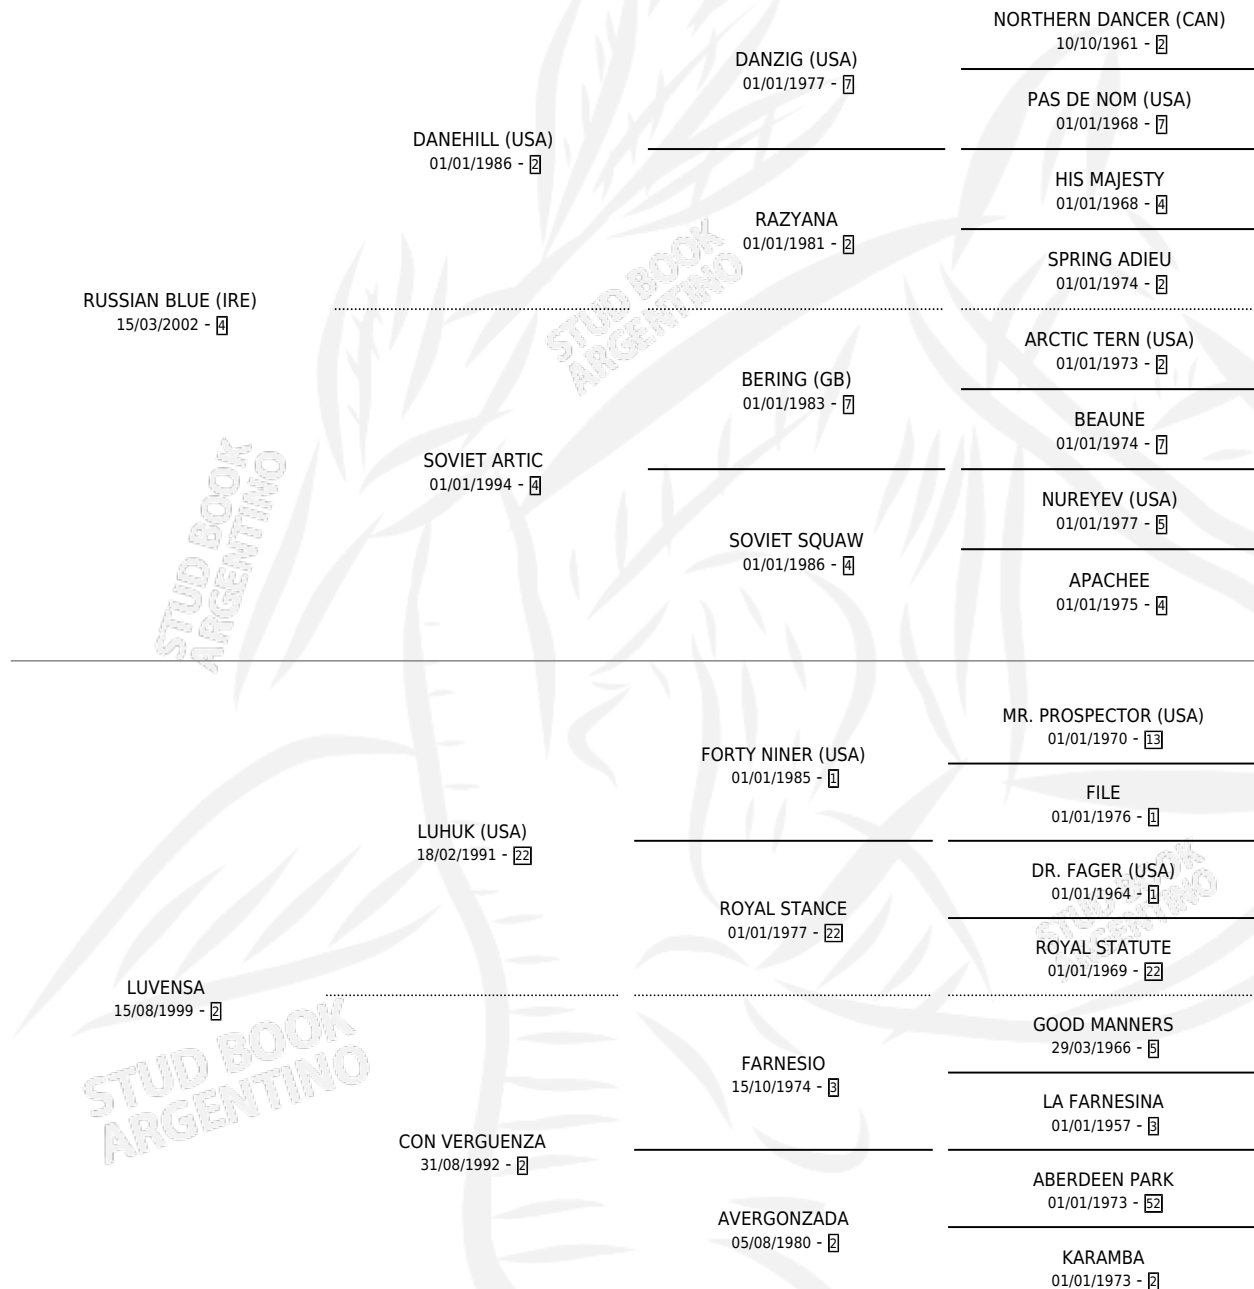 NORTHERN DANCER (CAN)
10/10/1961 - 2
DANZIG (USA)
01/01/1977 - 7
PAS DE NOM (USA)
01/01/1968 - 7
DANEHILL (USA)
01/01/1986 - 2
HIS MAJESTY
01/01/1968 - 4
RAZYANA
01/01/1981 - 2
SPRING ADIEU
01/01/1974 - 2
RUSSIAN BLUE (IRE)
15/03/2002 - 4
ARCTIC TERN (USA)
01/01/1973 - 2
BERING (GB)
01/01/1983 - 7
BEAUNE
01/01/1974 - 7
SOVIET ARTIC
01/01/1994 - 4
NUREYEV (USA)
01/01/1977 - 5
SOVIET SQUAW
01/01/1986 - 4
APACHEE
01/01/1975 - 4
MR. PROSPECTOR (USA)
01/01/1970 - 13
FORTY NINER (USA)
01/01/1985 - 1
FILE
01/01/1976 - 1
LUHUK (USA)
18/02/1991 - 22
DR. FAGER (USA)
01/01/1964 - 1
ROYAL STANCE
01/01/1977 - 22
ROYAL STATUTE
01/01/1969 - 22
LUVENSA
15/08/1999 - 2
GOOD MANNERS
29/03/1966 - 5
FARNESIO
15/10/1974 - 3
LA FARNESINA
01/01/1957 - 3
CON VERGUENZA
31/08/1992 - 2
ABERDEEN PARK
01/01/1973 - 52
AVERGONZADA
05/08/1980 - 2
KARAMBA
01/01/1973 - 2
STUD BOOK
ARGENTINO
STUD BOOK
ARGENTINO
STUD BOOK
ARGENTINO
STUD BOOK
ARGENTINO